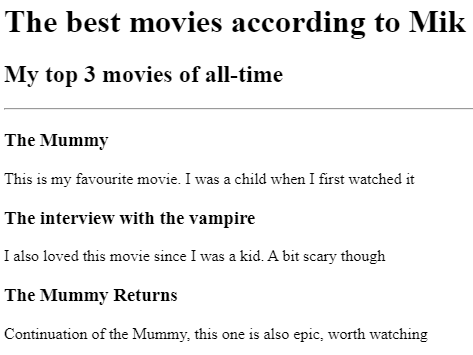 The best movies according to Mik
My top 3 movies of all-time
The Mummy
This is my favourite movie. I was a child when I first watched it
The interview with the vampire
I also loved this movie since I was a kid. A bit scary though
The Mummy Returns
Continuation of the Mummy, this one is also epic, worth watching